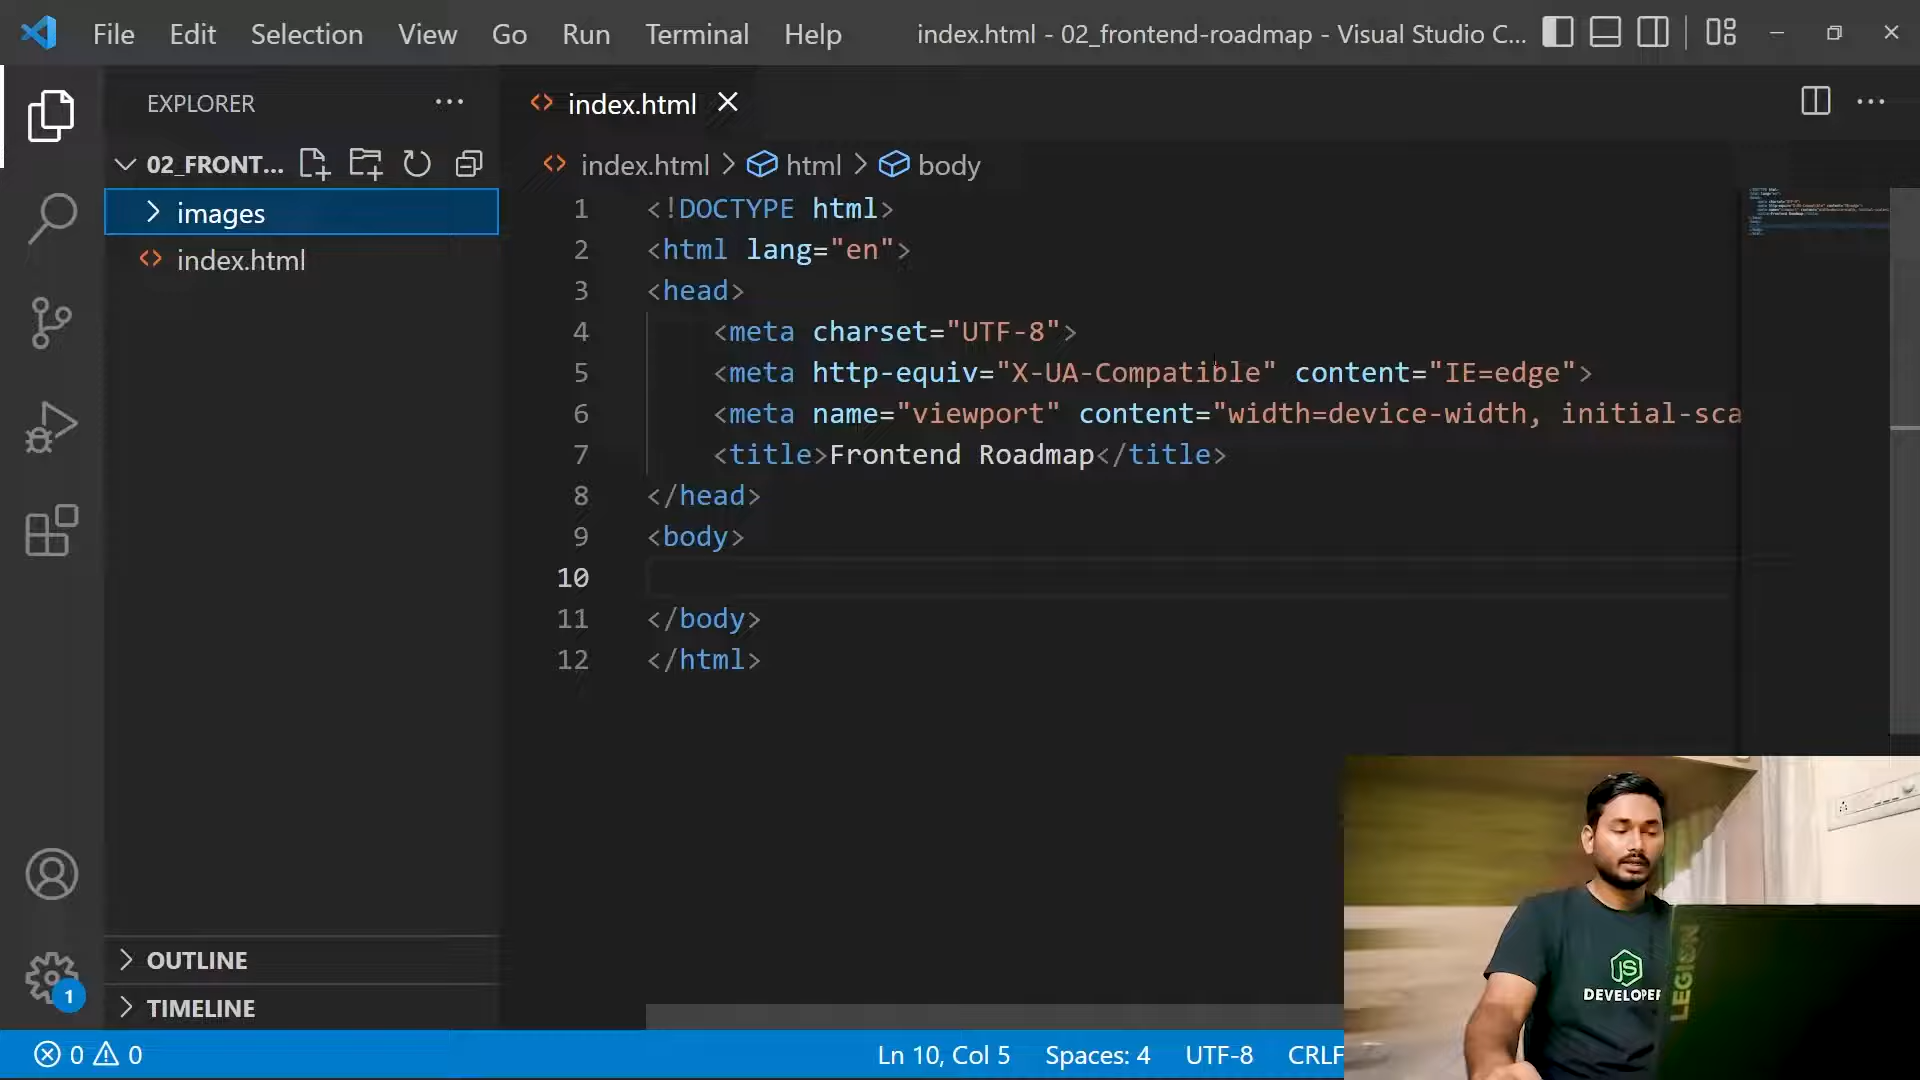 File Edit Selection View Go Run Terminal Help index.html - 02_frontend-roadmap - Visual Studio C...
EXPLORER
index.html
02_FRONT...
index.html > html > body
images
index.html
1 <!DOCTYPE html>
2 <html lang="en">
3 <head>
4 <meta charset="UTF-8">
5 <meta http-equiv="X-UA-Compatible" content="IE=edge">
6 <meta name="viewport" content="width=device-width, initial-sca
7 <title>Frontend Roadmap</title>
8 </head>
9 <body>
10
11 </body>
12 </html>
OUTLINE
TIMELINE
1
0 0
Ln 10, Col 5 Spaces: 4 UTF-8 CRLF
JS
DEVELOPER
LEGION